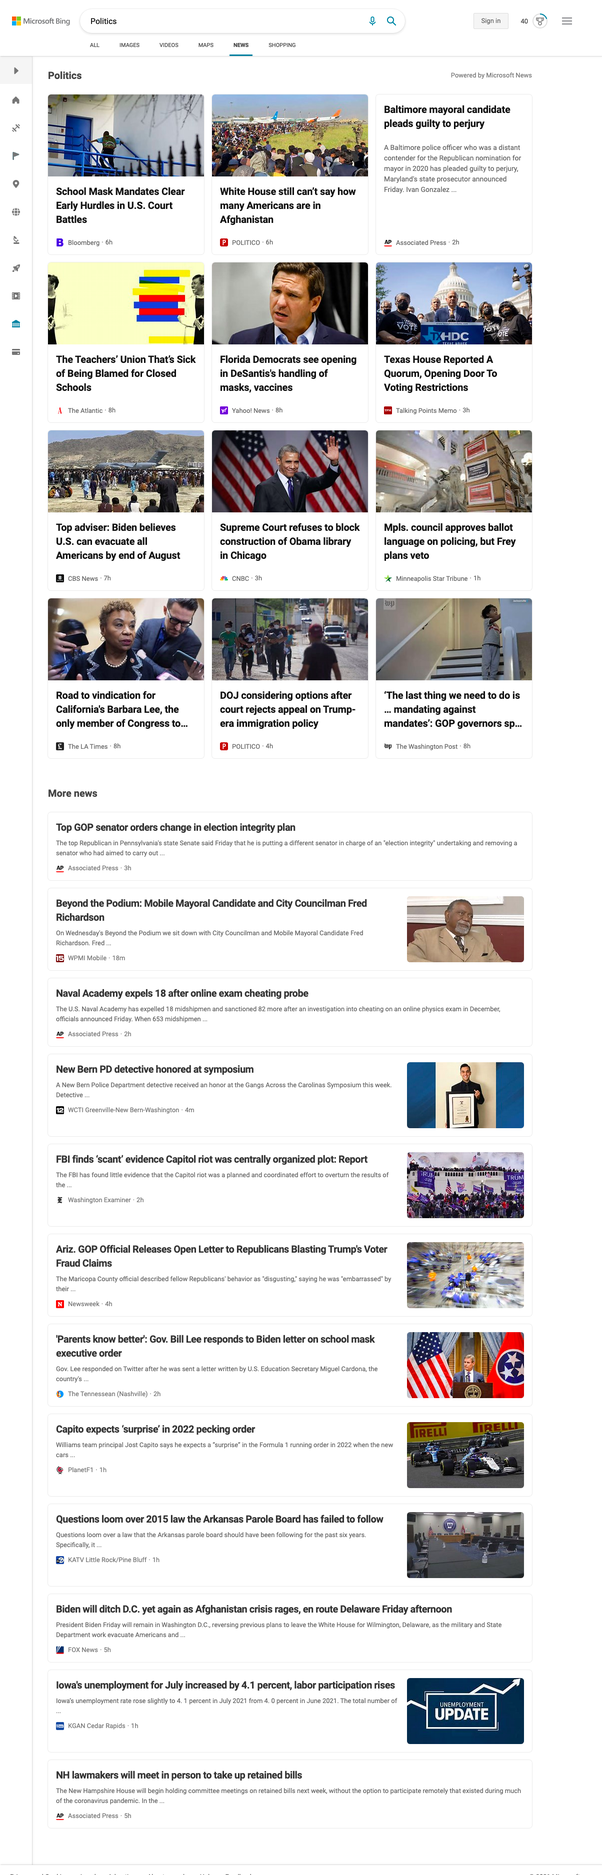 Microsoft Bing
Politics
Sign in
40
ALL
IMAGES
VIDEOS
MAPS
NEWS
SHOPPING
Politics
Powered by Microsoft News
School Mask Mandates Clear
Early Hurdles in U.S. Court
Battles
Bloomberg · 6h
White House still can't say how
many Americans are in
Afghanistan
POLITICO · 6h
Baltimore mayoral candidate
pleads guilty to perjury
A Baltimore police officer who was a distant
contender for the Republican nomination for
mayor in 2020 has pleaded guilty to perjury,
Maryland's state prosecutor announced
Friday. Ivan Gonzalez ...
AP Associated Press · 2h
The Teachers' Union That's Sick
of Being Blamed for Closed
Schools
The Atlantic · 8h
Florida Democrats see opening
in DeSantis's handling of
masks, vaccines
Yahoo! News · 8h
VOTE
HDC
Texas House Reported A
Quorum, Opening Door To
Voting Restrictions
Talking Points Memo · 3h
Top adviser: Biden believes
U.S. can evacuate all
Americans by end of August
CBS News · 7h
Supreme Court refuses to block
construction of Obama library
in Chicago
CNBC · 3h
Mpls. council approves ballot
language on policing, but Frey
plans veto
Minneapolis Star Tribune · 1h
Road to vindication for
California's Barbara Lee, the
only member of Congress to...
The LA Times · 8h
DOJ considering options after
court rejects appeal on Trump-
era immigration policy
POLITICO · 4h
'The last thing we need to do is
... mandating against
mandates': GOP governors sp...
wp The Washington Post · 8h
More news
Top GOP senator orders change in election integrity plan
The top Republican in Pennsylvania's state Senate said Friday that he is putting a different senator in charge of an "election integrity" undertaking and removing a
senator who had aimed to carry out ...
AP Associated Press · 3h
Beyond the Podium: Mobile Mayoral Candidate and City Councilman Fred
Richardson
On Wednesday's Beyond the Podium we sit down with City Councilman and Mobile Mayoral Candidate Fred
Richardson. Fred ...
15 WPMI Mobile · 18m
Naval Academy expels 18 after online exam cheating probe
The U.S. Naval Academy has expelled 18 midshipmen and sanctioned 82 more after an investigation into cheating on an online physics exam in December,
officials announced Friday. When 653 midshipmen ...
AP Associated Press · 2h
New Bern PD detective honored at symposium
A New Bern Police Department detective received an honor at the Gangs Across the Carolinas Symposium this week.
Detective ...
12 WCTI Greenville-New Bern-Washington · 4m
FBI finds 'scant' evidence Capitol riot was centrally organized plot: Report
The FBI has found little evidence that the Capitol riot was a planned and coordinated effort to overturn the results of
the ...
Washington Examiner · 2h
TRUMP
Ariz. GOP Official Releases Open Letter to Republicans Blasting Trump's Voter
Fraud Claims
The Maricopa County official described fellow Republicans' behavior as "disgusting," saying he was "embarrassed" by
their ...
N Newsweek · 4h
'Parents know better': Gov. Bill Lee responds to Biden letter on school mask
executive order
Gov. Lee responded on Twitter after he was sent a letter written by U.S. Education Secretary Miguel Cardona, the
country's ...
The Tennessean (Nashville) · 2h
Capito expects 'surprise' in 2022 pecking order
Williams team principal Jost Capito says he expects a "surprise" in the Formula 1 running order in 2022 when the new
cars ...
PlanetF1 · 1h
IRELLI
PIRELLI
Questions loom over 2015 law the Arkansas Parole Board has failed to follow
Questions loom over a law that the Arkansas parole board should have been following for the past six years.
Specifically, it ...
KATV Little Rock/Pine Bluff · 1h
Biden will ditch D.C. yet again as Afghanistan crisis rages, en route Delaware Friday afternoon
President Biden Friday will remain in Washington D.C., reversing previous plans to leave the White House for Wilmington, Delaware, as the military and State
Department work evacuate Americans and ...
FOX News · 5h
Iowa's unemployment for July increased by 4.1 percent, labor participation rises
Iowa's unemployment rate rose slightly to 4. 1 percent in July 2021 from 4. 0 percent in June 2021. The total number of
...
KGAN Cedar Rapids · 1h
UNEMPLOYMENT
UPDATE
NH lawmakers will meet in person to take up retained bills
The New Hampshire House will begin holding committee meetings on retained bills next week, without the option to participate remotely that existed during much
of the coronavirus pandemic. In the ...
AP Associated Press · 5h